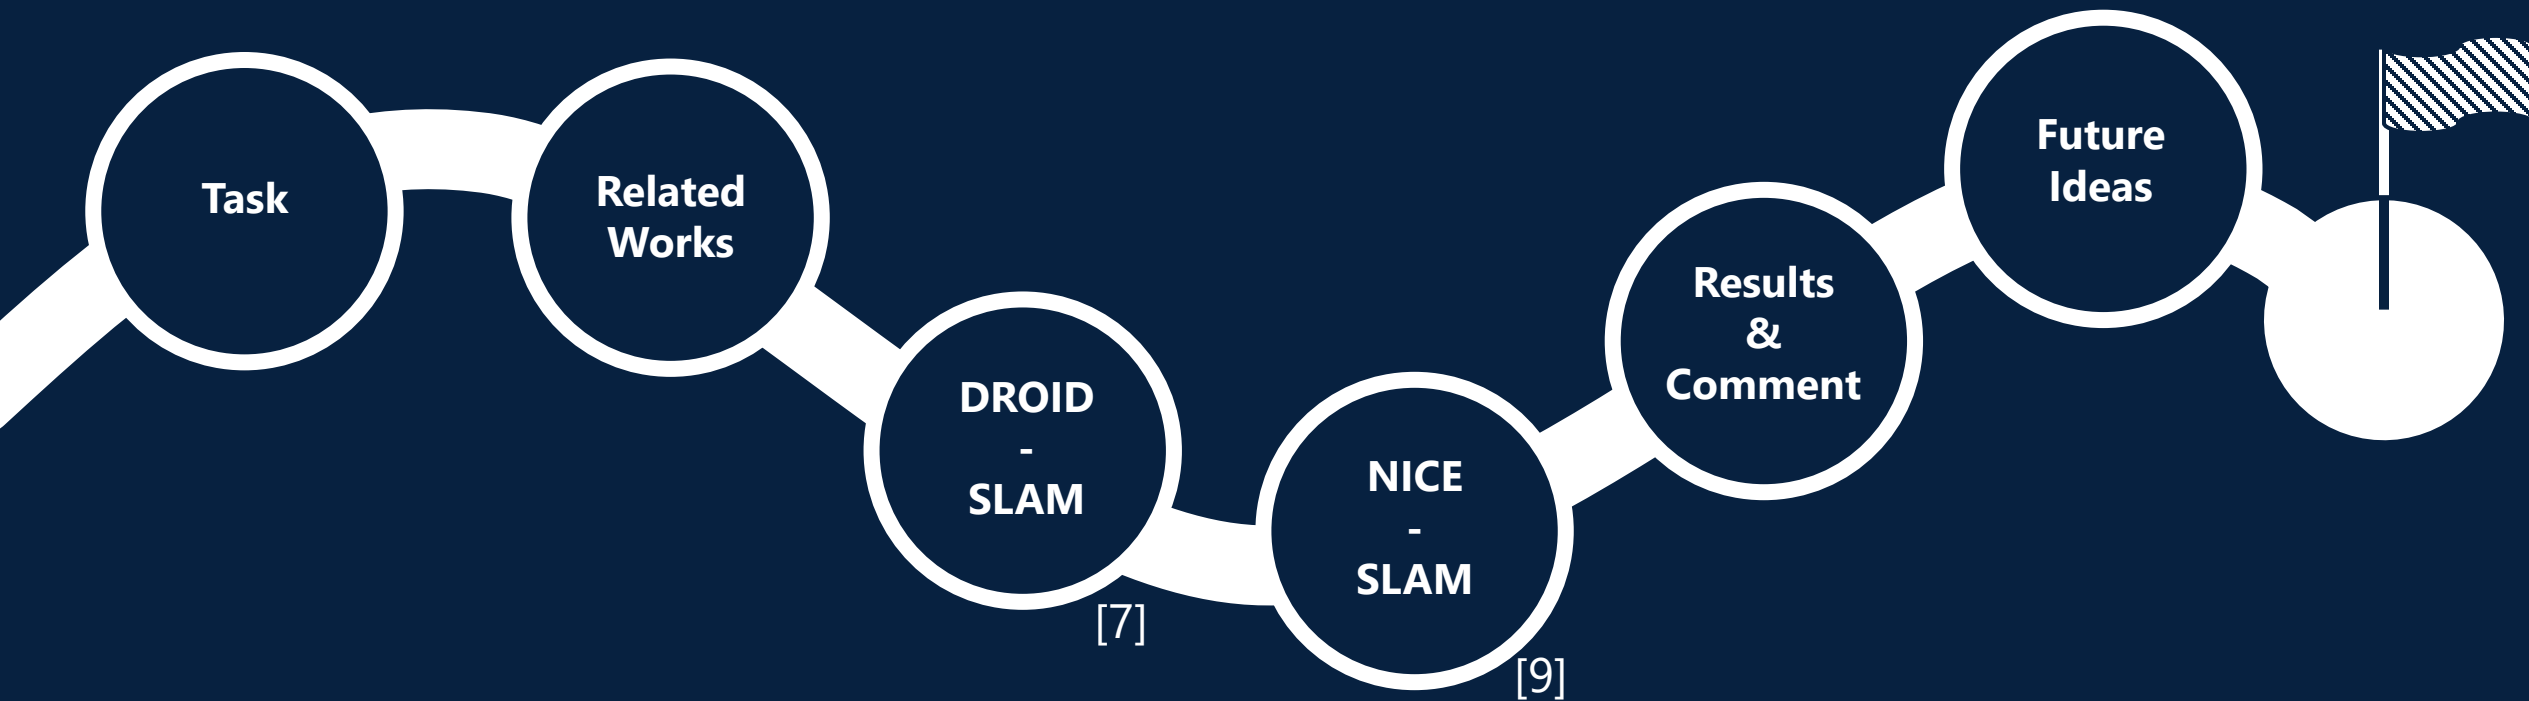 Task
Related
Works
DROID
-
SLAM
[7]
NICE
-
SLAM
[9]
Results
&
Comment
Future
Ideas